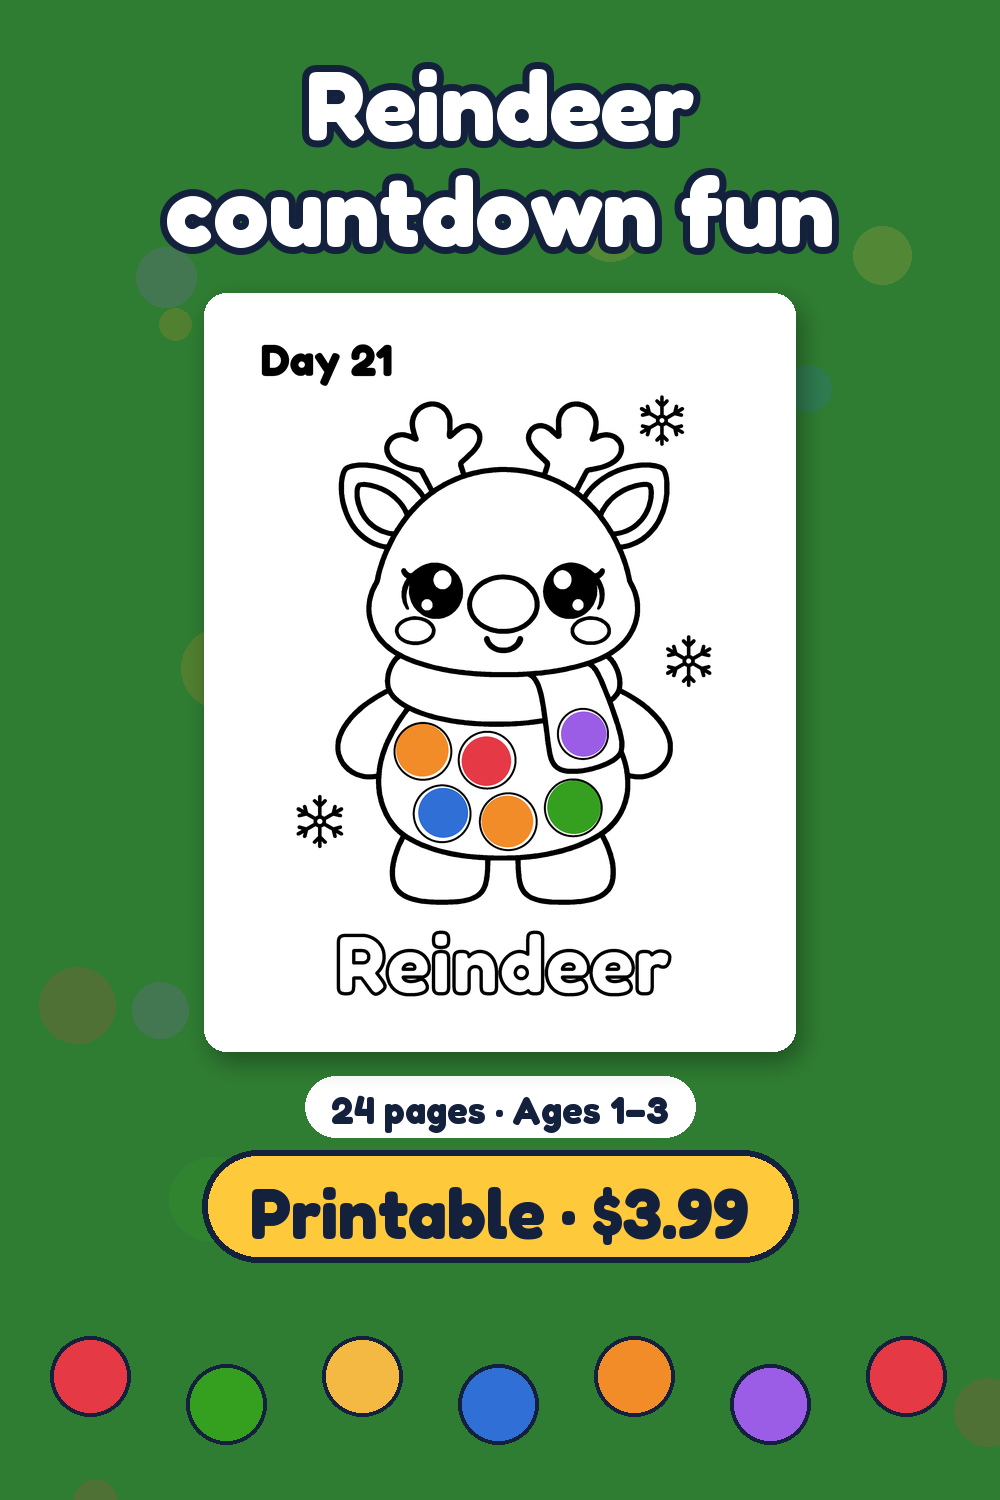 Reindeer
countdown fun
Day 21
Reindeer
24 pages · Ages 1–3
Printable · $3.99